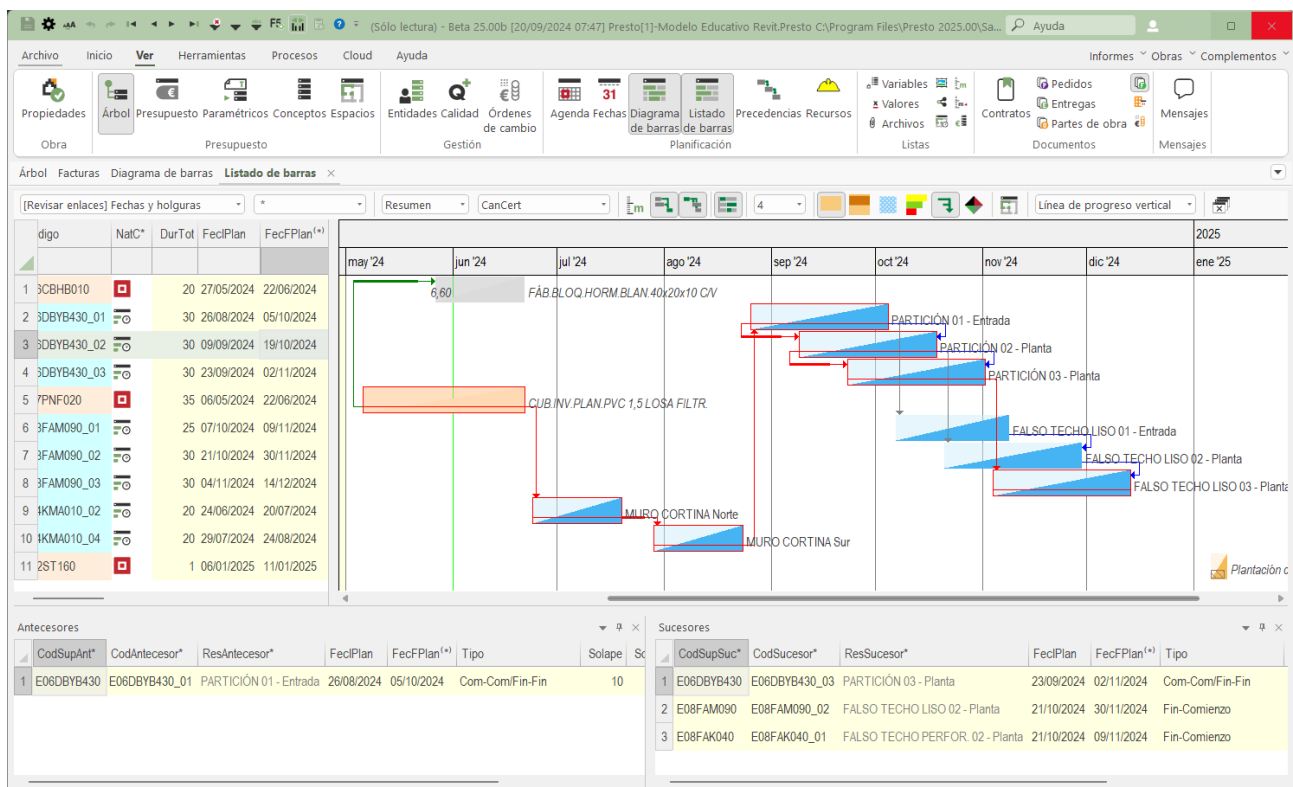 (Sólo lectura) - Beta 25.00b [20/09/2024 07:47] Presto[1]-Modelo Educativo Revit.Presto C:\Program Files\Presto 2025.00\Sa... Ayuda
Archivo Inicio Ver Herramientas Procesos Cloud Ayuda Informes Obras Complementos
Propiedades Árbol Presupuesto Paramétricos Conceptos Espacios Entidades Calidad Órdenes de cambio Agenda Fechas Diagrama de barras Listado de barras Precedencias Recursos Variables Valores Archivos Contratos Pedidos Entregas Partes de obra Mensajes
Obra Presupuesto Gestión Planificación Listas Documentos Mensajes
Árbol Facturas Diagrama de barras Listado de barras ×
[Revisar enlaces] Fechas y holguras * Resumen CanCert 4 Línea de progreso vertical
digo NatC* DurTot FecIPlan FecFPlan(*) 2025
may '24 jun '24 jul '24 ago '24 sep '24 oct '24 nov '24 dic '24 ene '25
1 6CBHB010 20 27/05/2024 22/06/2024 6,60 FÁB.BLOQ.HORM.BLAN.40x20x10 C/V
2 6DBYB430_01 30 26/08/2024 05/10/2024 PARTICIÓN 01 - Entrada
3 6DBYB430_02 30 09/09/2024 19/10/2024 PARTICIÓN 02 - Planta
4 6DBYB430_03 30 23/09/2024 02/11/2024 PARTICIÓN 03 - Planta
5 7PNF020 35 06/05/2024 22/06/2024 CUB.INV.PLAN.PVC 1,5 LOSA FILTR.
6 8FAM090_01 25 07/10/2024 09/11/2024 FALSO TECHO LISO 01 - Entrada
7 8FAM090_02 30 21/10/2024 30/11/2024 FALSO TECHO LISO 02 - Planta
8 8FAM090_03 30 04/11/2024 14/12/2024 FALSO TECHO LISO 03 - Planta
9 4KMA010_02 20 24/06/2024 20/07/2024 MURO CORTINA Norte
10 4KMA010_04 20 29/07/2024 24/08/2024 MURO CORTINA Sur
11 2ST160 1 06/01/2025 11/01/2025 Plantación
Antecesores
CodSupAnt* CodAntecesor* ResAntecesor* FecIPlan FecFPlan(*) Tipo Solape
1 E06DBYB430 E06DBYB430_01 PARTICIÓN 01 - Entrada 26/08/2024 05/10/2024 Com-Com/Fin-Fin 10
Sucesores
CodSupSuc* CodSucesor* ResSucesor* FecIPlan FecFPlan(*) Tipo
1 E06DBYB430 E06DBYB430_03 PARTICIÓN 03 - Planta 23/09/2024 02/11/2024 Com-Com/Fin-Fin
2 E08FAM090 E08FAM090_02 FALSO TECHO LISO 02 - Planta 21/10/2024 30/11/2024 Fin-Comienzo
3 E08FAK040 E08FAK040_01 FALSO TECHO PERFOR. 02 - Planta 21/10/2024 09/11/2024 Fin-Comienzo